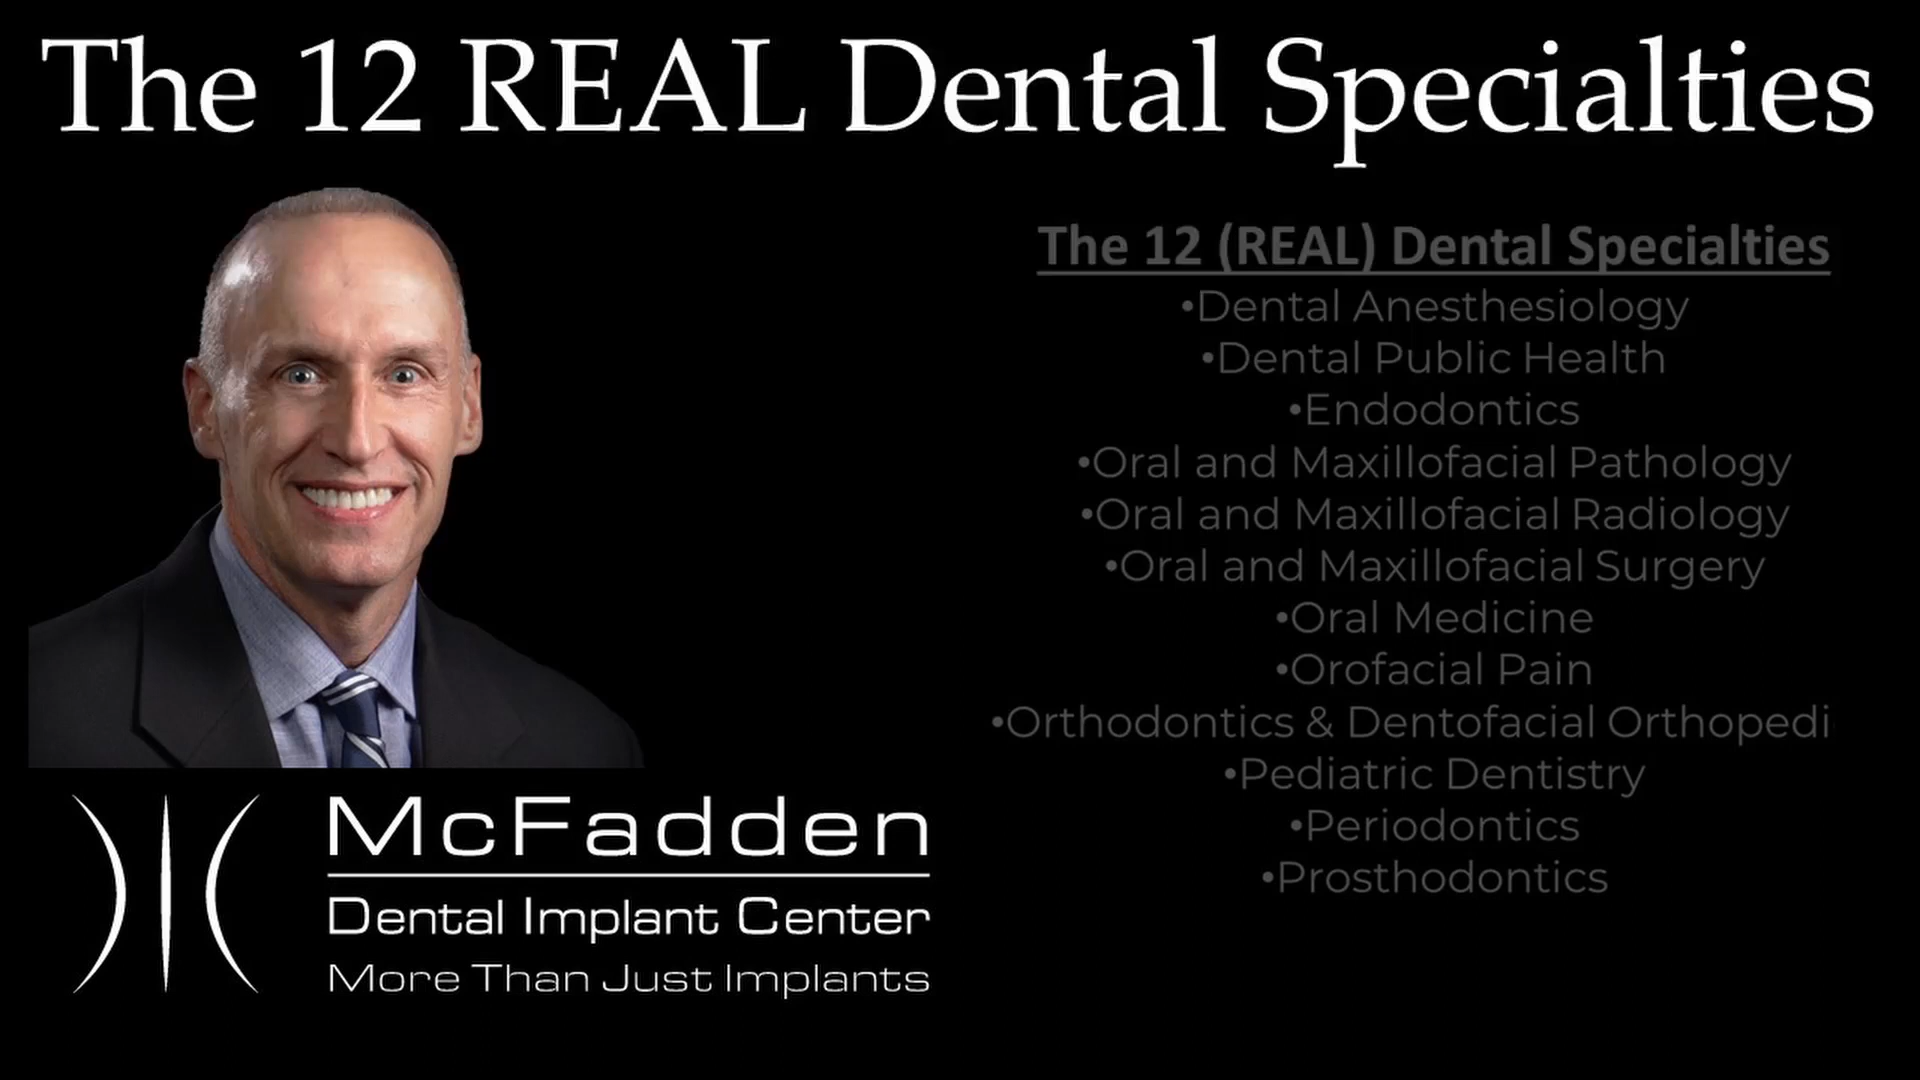 The 12 REAL Dental Specialties
The 12 (REAL) Dental Specialties
•Dental Anesthesiology
•Dental Public Health
•Endodontics
•Oral and Maxillofacial Pathology
•Oral and Maxillofacial Radiology
•Oral and Maxillofacial Surgery
•Oral Medicine
•Orofacial Pain
•Orthodontics & Dentofacial Orthopedi
•Pediatric Dentistry
•Periodontics
•Prosthodontics
McFadden
Dental Implant Center
More Than Just Implants